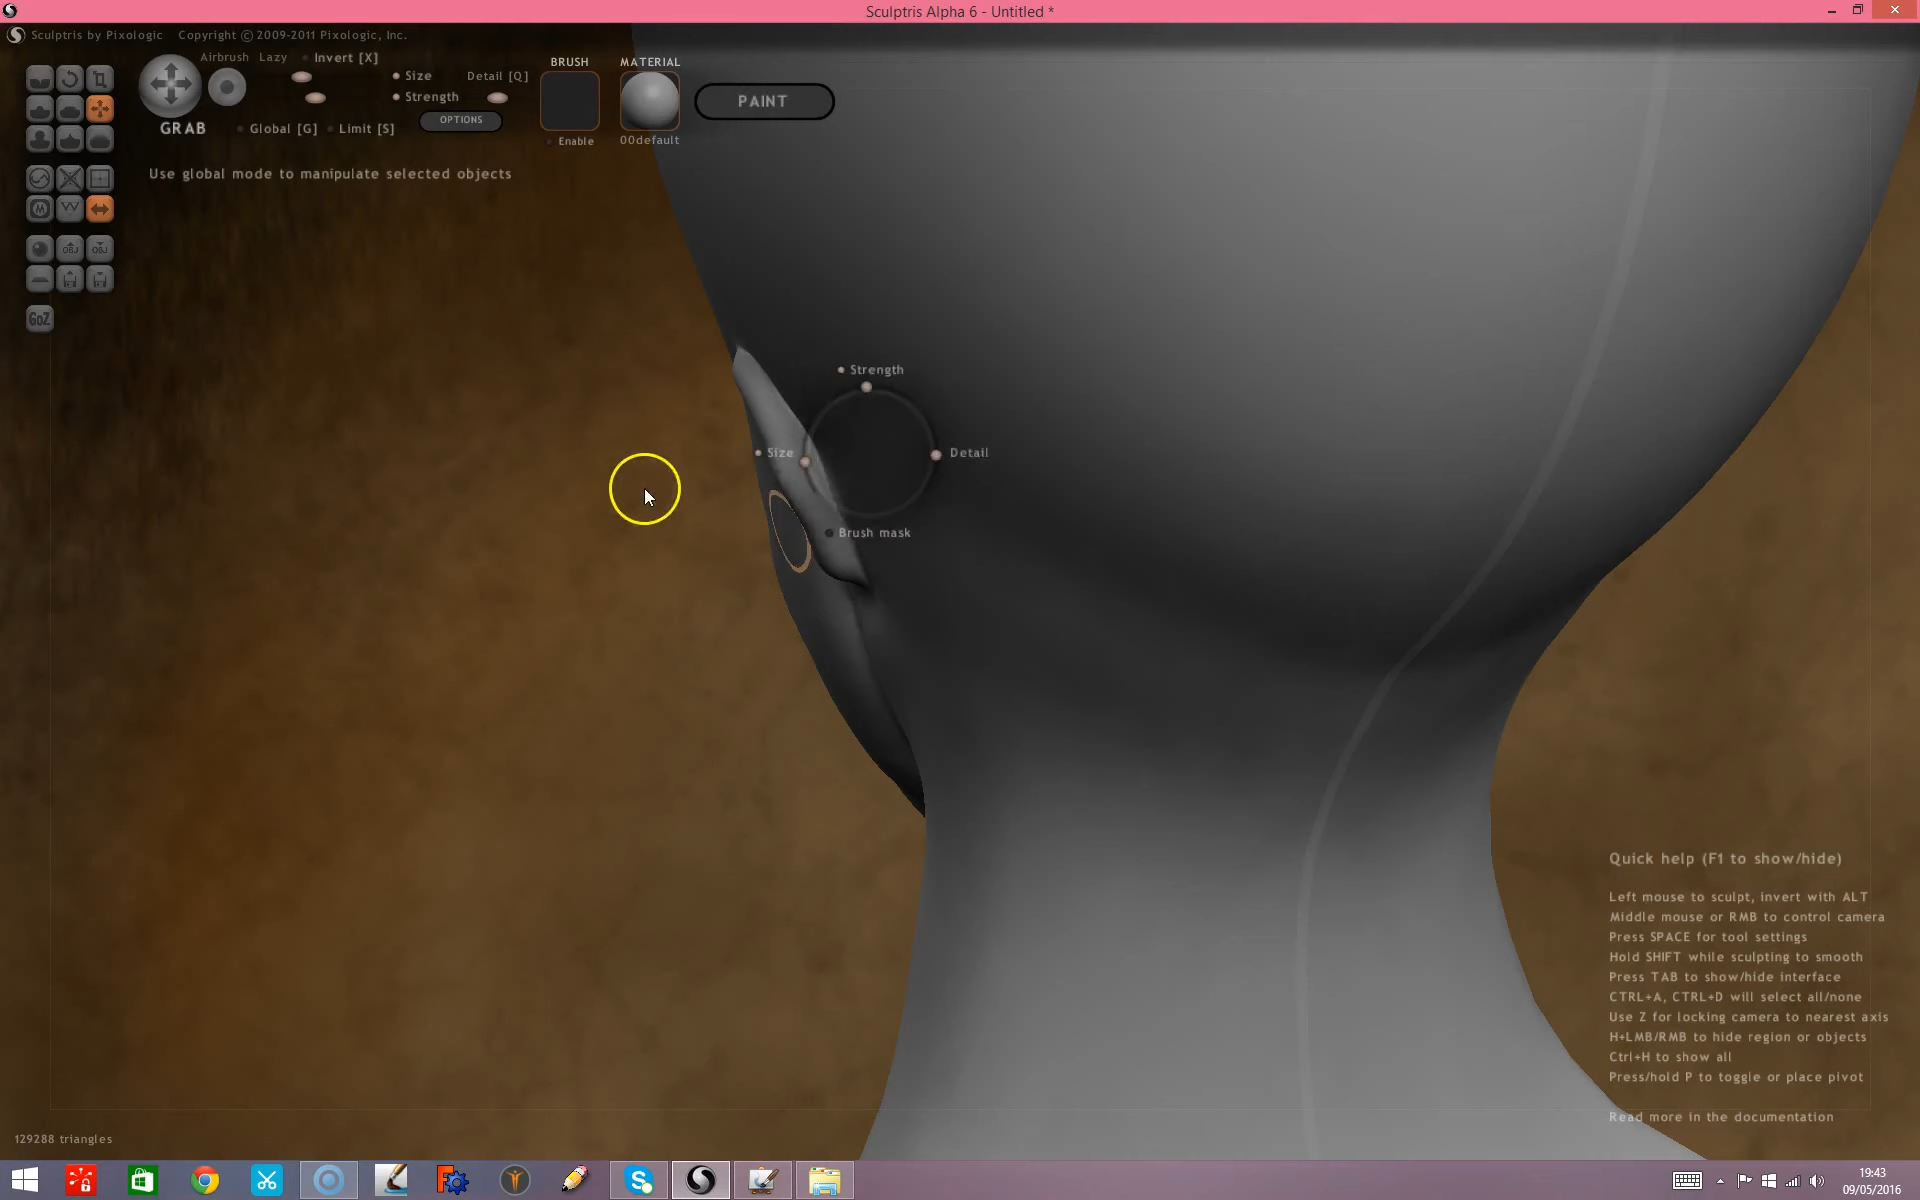 Sculptris Alpha 6 - Untitled *
Sculptris by Pixologic Copyright © 2009-2011 Pixologic, Inc.
Airbrush Lazy Invert [X]
Size Detail [Q]
Strength
GRAB Global [G] Limit [S] OPTIONS
BRUSH
Enable
MATERIAL
00default
PAINT
Use global mode to manipulate selected objects
OBJ OBJ
GoZ
Strength
Size Detail
Brush mask
Quick help (F1 to show/hide)
Left mouse to sculpt, invert with ALT
Middle mouse or RMB to control camera
Press SPACE for tool settings
Hold SHIFT while sculpting to smooth
Press TAB to show/hide interface
CTRL+A, CTRL+D will select all/none
Use Z for locking camera to nearest axis
H+LMB/RMB to hide region or objects
Ctrl+H to show all
Press/hold P to toggle or place pivot
Read more in the documentation
129288 triangles
19:43
09/05/2016